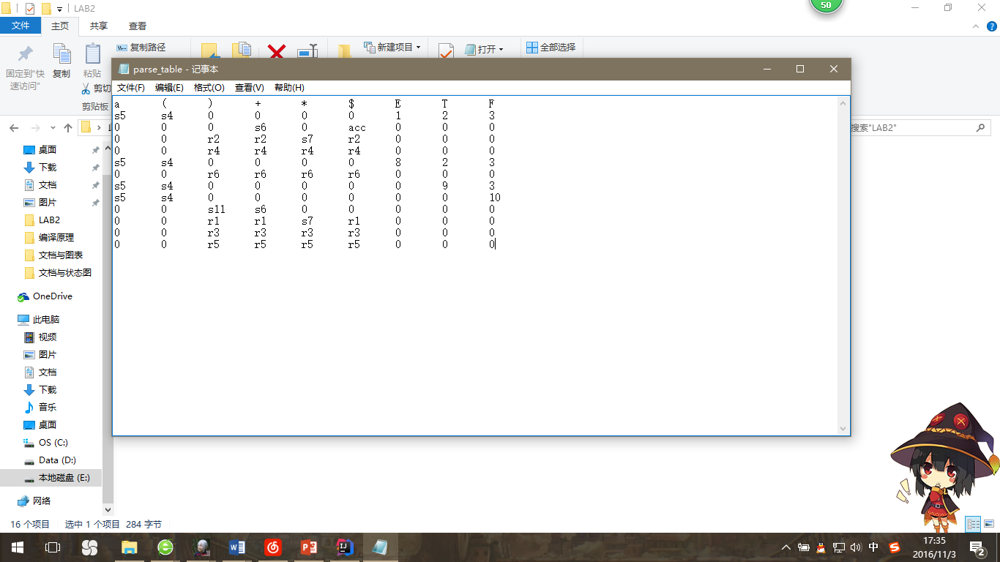 LAB2
50
文件 主页 共享 查看
复制路径 新建项目 打开 全部选择
固定到"快速访问" 复制 粘贴
剪切
剪贴板
parse_table - 记事本
文件(F) 编辑(E) 格式(O) 查看(V) 帮助(H)
a ( ) + * $ E T F
s5 s4 0 0 0 0 1 2 3
0 0 0 s6 0 acc 0 0 0
0 0 r2 r2 s7 r2 0 0 0
0 0 r4 r4 r4 r4 0 0 0
s5 s4 0 0 0 0 8 2 3
0 0 r6 r6 r6 r6 0 0 0
s5 s4 0 0 0 0 0 9 3
s5 s4 0 0 0 0 0 0 10
0 0 s11 s6 0 0 0 0 0
0 0 r1 r1 s7 r1 0 0 0
0 0 r3 r3 r3 r3 0 0 0
0 0 r5 r5 r5 r5 0 0 0
搜索"LAB2"
桌面
下载
文档
图片
LAB2
编译原理
文档与图表
文档与状态图
OneDrive
此电脑
视频
图片
文档
下载
音乐
桌面
OS (C:)
Data (D:)
本地磁盘 (E:)
网络
16 个项目 选中 1 个项目 284 字节
中
17:35
2016/11/3
2